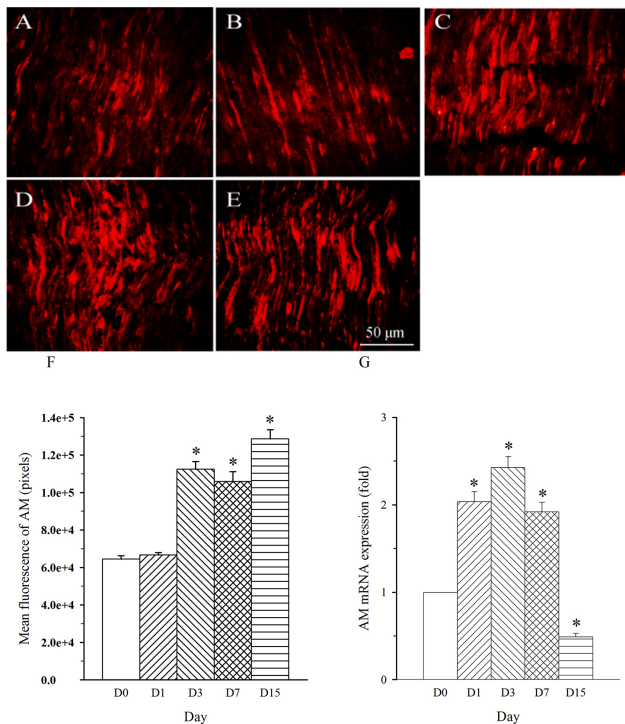 A
B
C
D
E
50 μm
F
G
Mean fluorescence of AM (pixels)
1.4e+5
1.2e+5
1.0e+5
8.0e+4
6.0e+4
4.0e+4
2.0e+4
0.0
*
*
*
D0 D1 D3 D7 D15
Day
AM mRNA expression (fold)
3
2
1
0
*
*
*
*
D0 D1 D3 D7 D15
Day